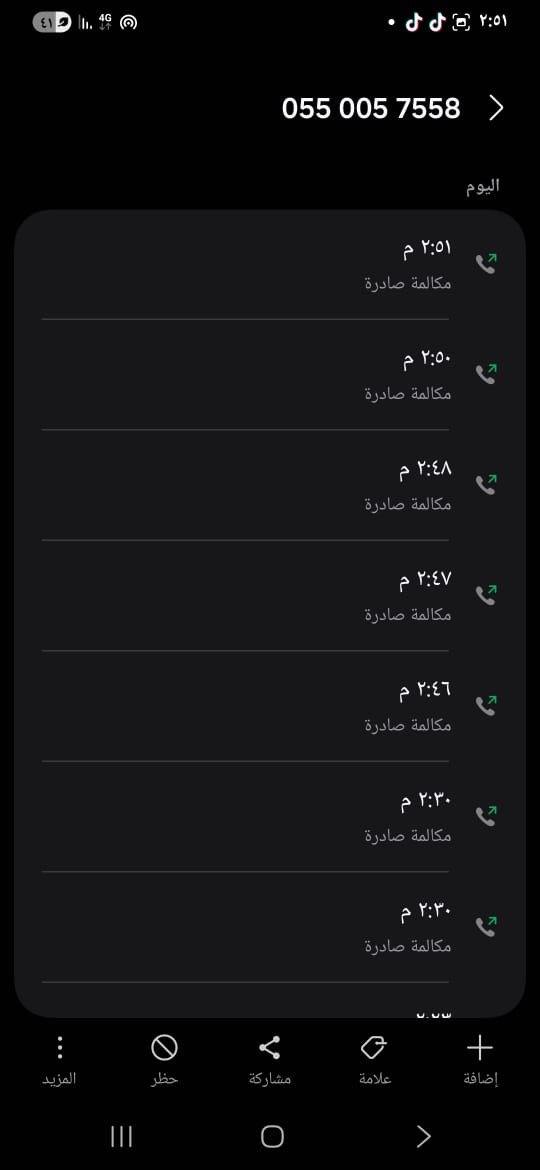 ٢:٥١
4G
٤١
055 005 7558
اليوم
٢:٥١ م
مكالمة صادرة
٢:٥٠ م
مكالمة صادرة
٢:٤٨ م
مكالمة صادرة
٢:٤٧ م
مكالمة صادرة
٢:٤٦ م
مكالمة صادرة
٢:٣٠ م
مكالمة صادرة
٢:٣٠ م
مكالمة صادرة
إضافة
علامة
مشاركة
حظر
المزيد